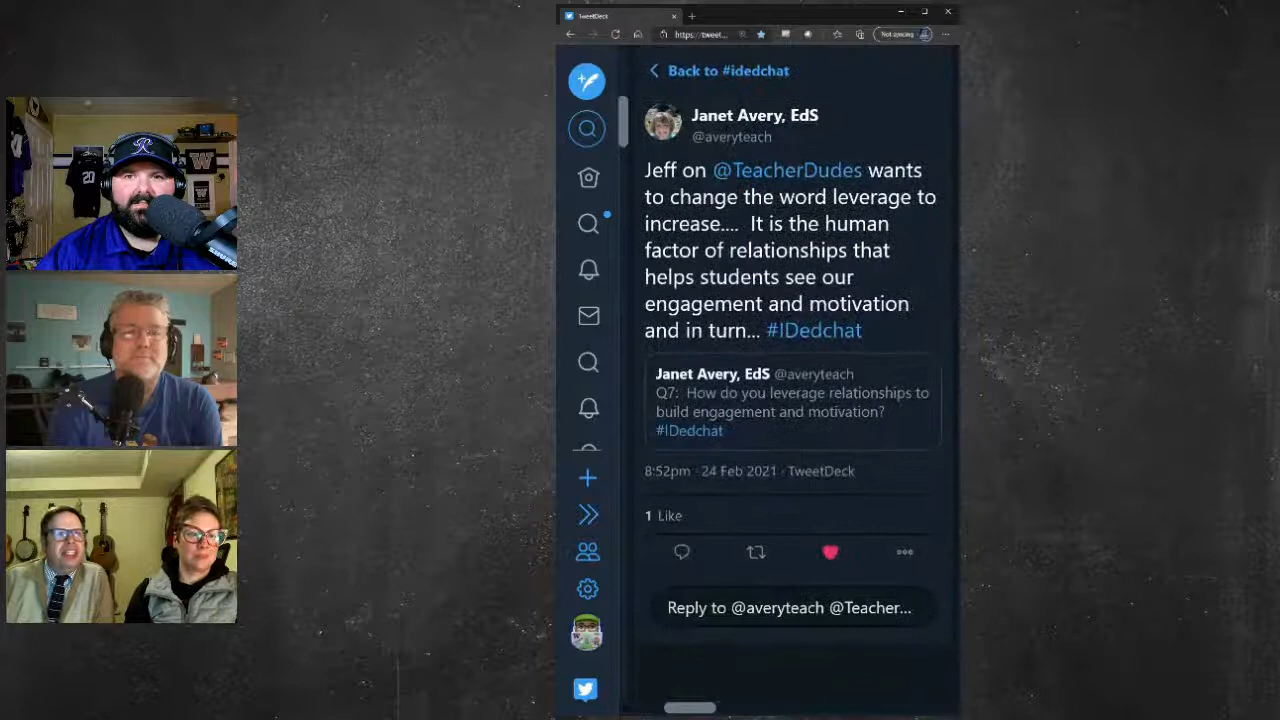 TweetDeck
https://tweet...
Not syncing
Back to #idedchat
Janet Avery, EdS
@averyteach
Jeff on @TeacherDudes wants
to change the word leverage to
increase.... It is the human
factor of relationships that
helps students see our
engagement and motivation
and in turn... #IDedchat
Janet Avery, EdS @averyteach
Q7: How do you leverage relationships to
build engagement and motivation?
#IDedchat
8:52pm · 24 Feb 2021 · TweetDeck
1 Like
Reply to @averyteach @Teacher...
20
W